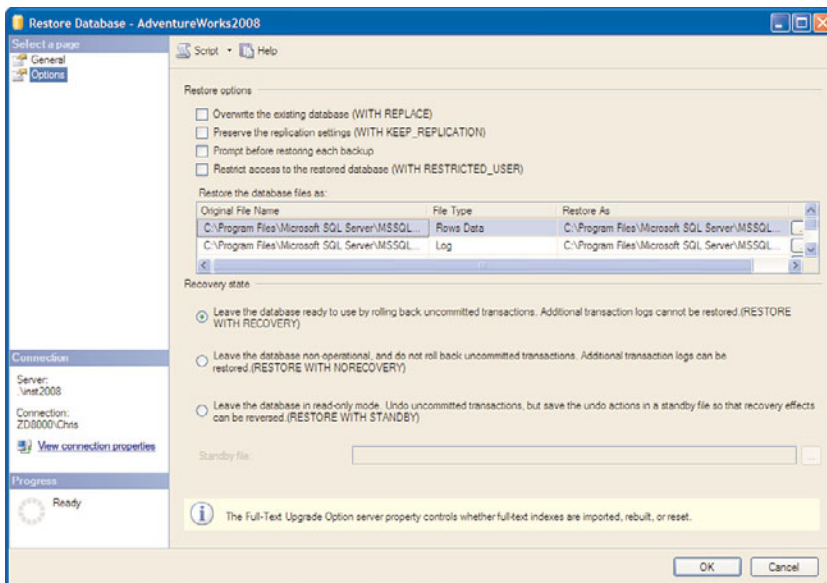 Restore Database - AdventureWorks2008
Select a page
General
Options
Script
Help
Restore options
Overwrite the existing database (WITH REPLACE)
Preserve the replication settings (WITH KEEP_REPLICATION)
Prompt before restoring each backup
Restrict access to the restored database (WITH RESTRICTED_USER)
Restore the database files as:
Original File Name File Type Restore As
C:\Program Files\Microsoft SQL Server\MSSQL... Rows Data C:\Program Files\Microsoft SQL Server\MSSQL... ...
C:\Program Files\Microsoft SQL Server\MSSQL... Log C:\Program Files\Microsoft SQL Server\MSSQL... ...
Recovery state
Leave the database ready to use by rolling back uncommitted transactions. Additional transaction logs cannot be restored.(RESTORE
WITH RECOVERY)
Leave the database non-operational, and do not roll back uncommitted transactions. Additional transaction logs can be
restored.(RESTORE WITH NORECOVERY)
Leave the database in read-only mode. Undo uncommitted transactions, but save the undo actions in a standby file so that recovery effects
can be reversed.(RESTORE WITH STANDBY)
Standby file:
...
Connection
Server:
.\inst2008
Connection:
ZD8000\Chris
View connection properties
Progress
Ready
The Full-Text Upgrade Option server property controls whether full-text indexes are imported, rebuilt, or reset.
OK
Cancel